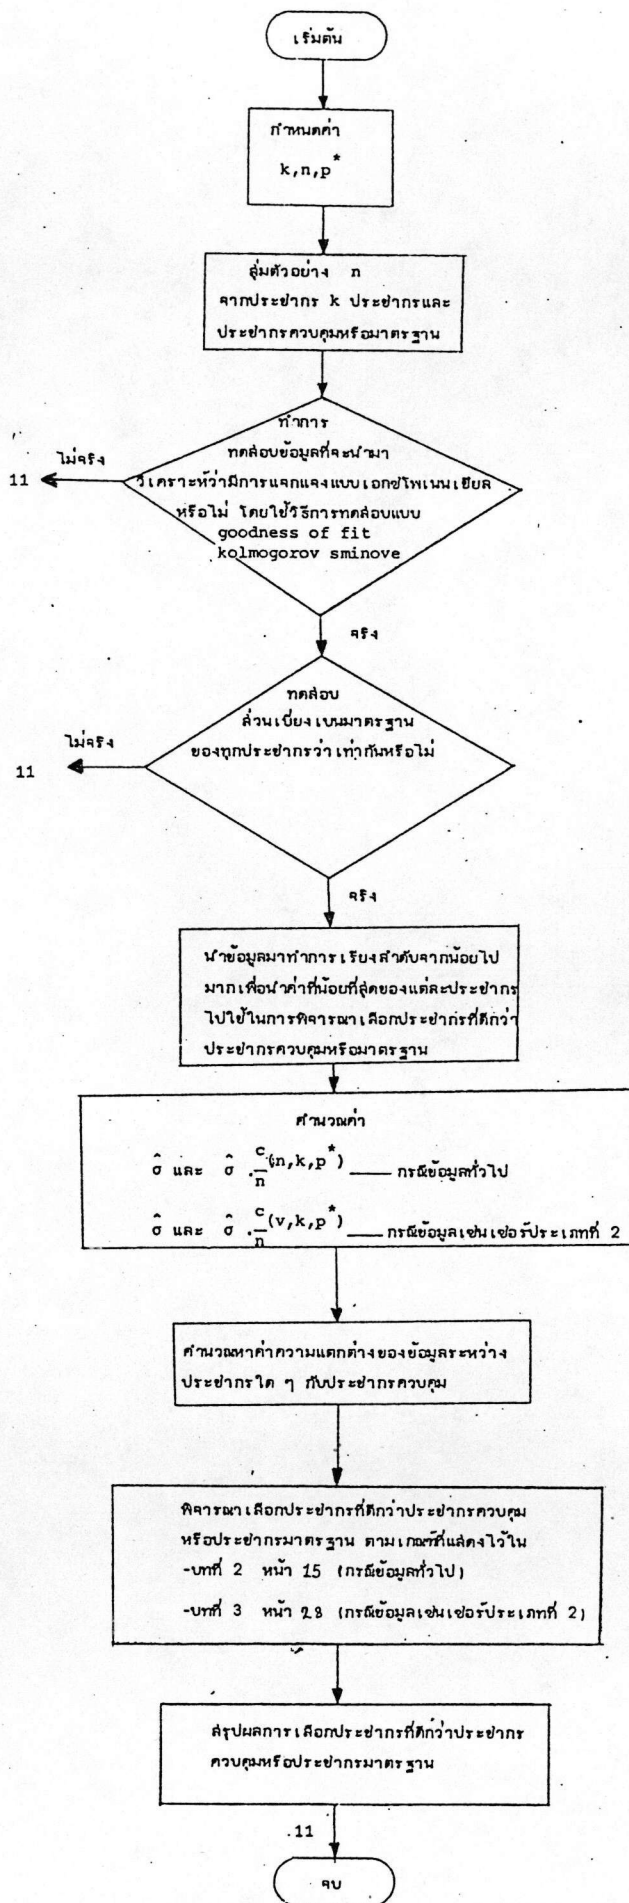 เริ่มต้น
กำหนดค่า
k,n,p*
สุ่มตัวอย่าง n
จากประชากร k ประชากรและ
ประชากรควบคุมหรือมาตรฐาน
ทำการ
ทดสอบข้อมูลที่จะนำมา
วิเคราะห์ว่ามีการแจกแจงแบบเอกซ์โพเนนเชียล
หรือไม่ โดยใช้วิธีการทดสอบแบบ
goodness of fit
kolmogorov sminove
ไม่จริง
11
จริง
ทดสอบ
ส่วนเบี่ยงเบนมาตรฐาน
ของทุกประชากรว่าเท่ากันหรือไม่
ไม่จริง
11
จริง
นำข้อมูลมาทำการเรียงลำดับจากน้อยไป
มากเพื่อนำค่าที่น้อยที่สุดของแต่ละประชากร
ไปใช้ในการพิจารณาเลือกประชากรที่ดีกว่า
ประชากรควบคุมหรือมาตรฐาน
คำนวณค่า
σ̂ และ σ̂ .c/n(n,k,p*) กรณีข้อมูลทั่วไป
σ̂ และ σ̂ .c/n(v,k,p*) กรณีข้อมูลเซนเซอร์ประเภทที่ 2
คำนวณหาค่าความแตกต่างของข้อมูลระหว่าง
ประชากรใด ๆ กับประชากรควบคุม
พิจารณาเลือกประชากรที่ดีกว่าประชากรควบคุม
หรือประชากรมาตรฐาน ตามเกณฑ์ที่แสดงไว้ใน
-บทที่ 2 หน้า 15 (กรณีข้อมูลทั่วไป)
-บทที่ 3 หน้า 28 (กรณีข้อมูลเซนเซอร์ประเภทที่ 2)
สรุปผลการเลือกประชากรที่ดีกว่าประชากร
ควบคุมหรือประชากรมาตรฐาน
11
จบ